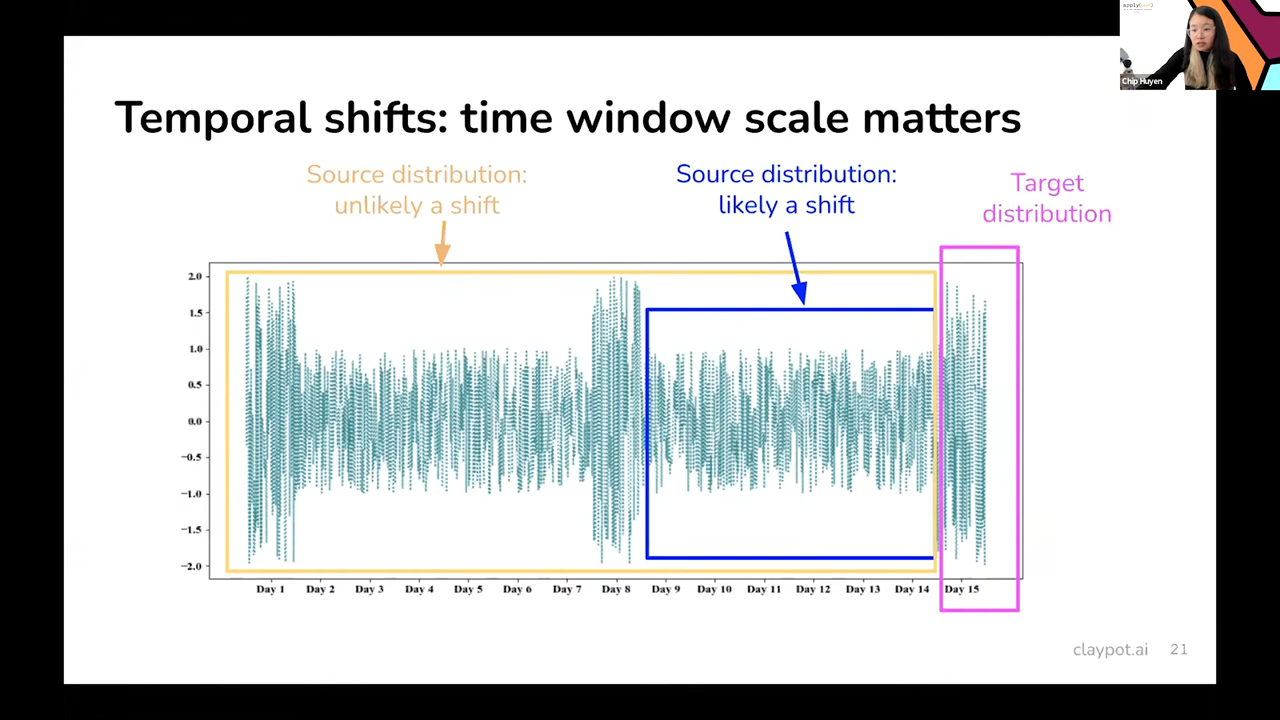 apply(conf)
Chip Huyen
Temporal shifts: time window scale matters
Source distribution:
unlikely a shift
Source distribution:
likely a shift
Target
distribution
2.0
1.5
1.0
0.5
0.0
−0.5
−1.0
−1.5
−2.0
Day 1 Day 2 Day 3 Day 4 Day 5 Day 6 Day 7 Day 8 Day 9 Day 10 Day 11 Day 12 Day 13 Day 14 Day 15
claypot.ai 21